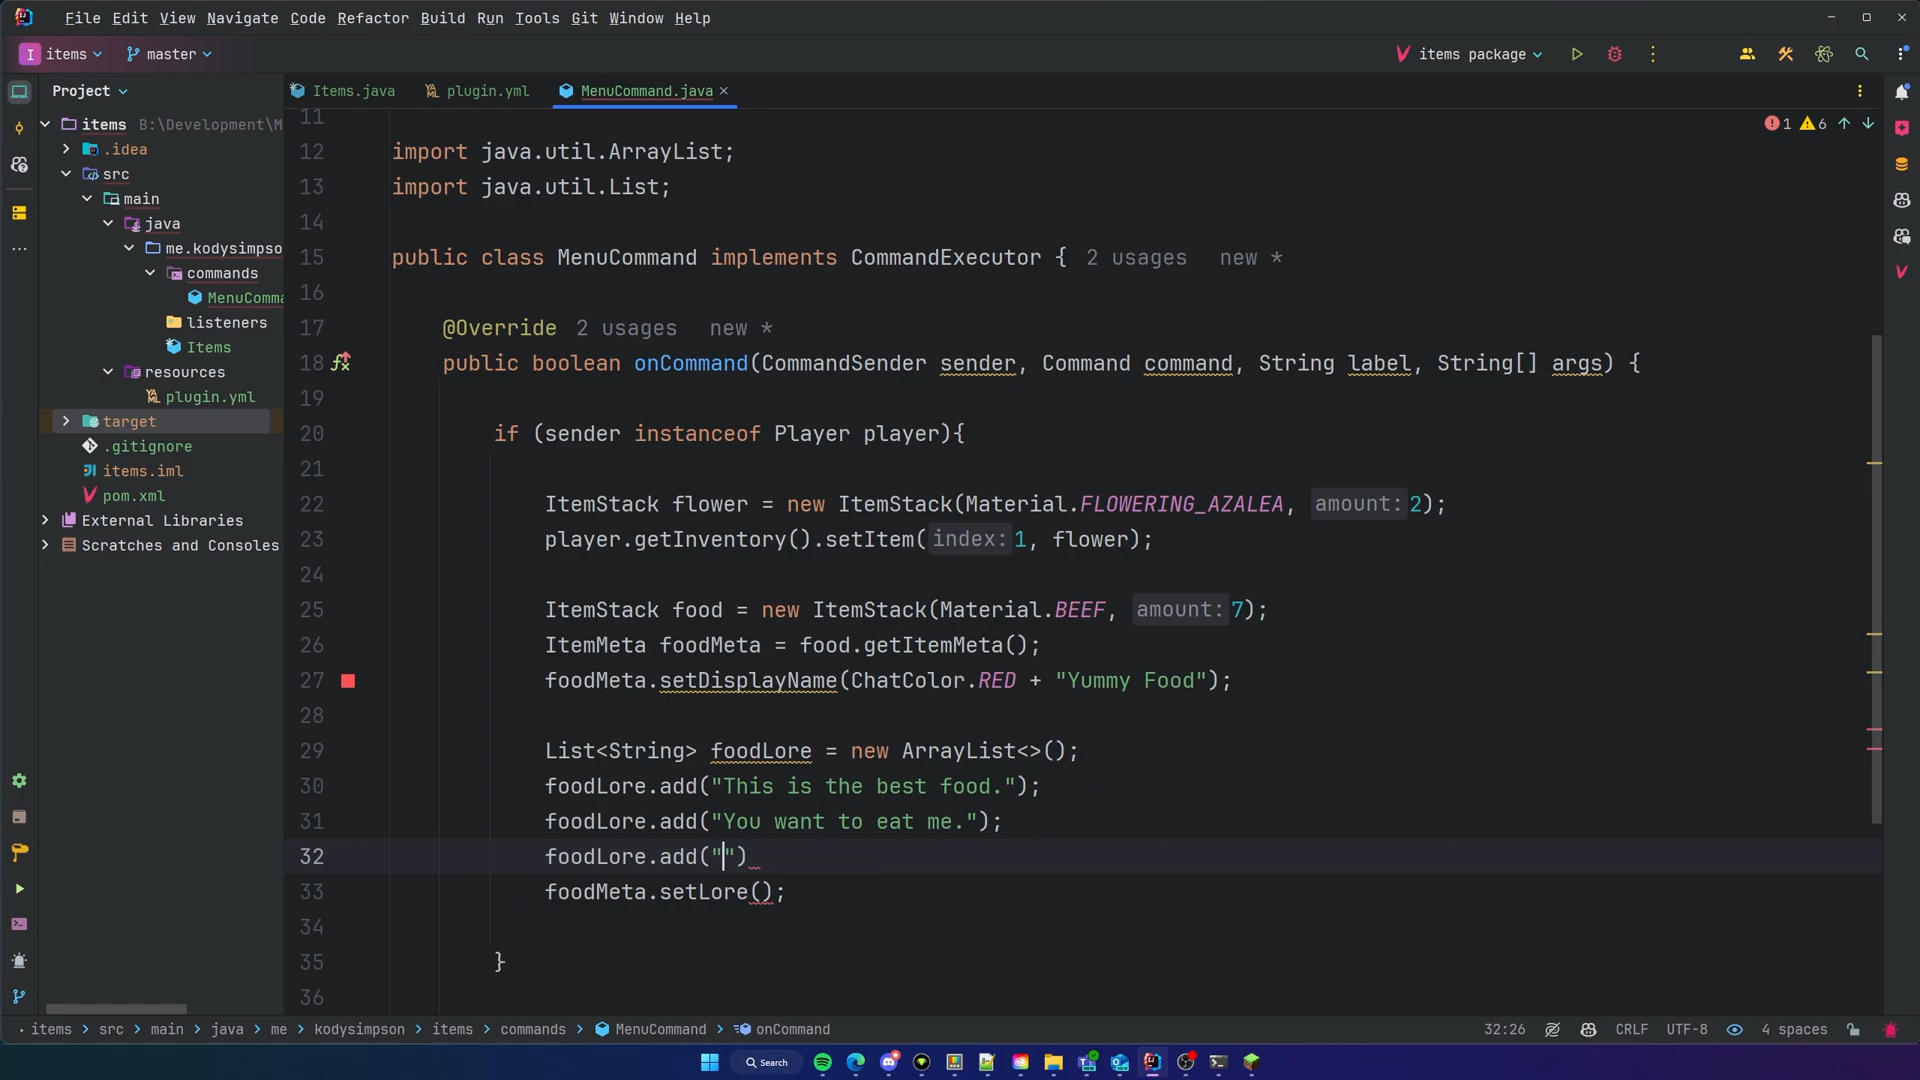 File Edit View Navigate Code Refactor Build Run Tools Git Window Help
I items master items package
Project
Items.java plugin.yml MenuCommand.java
items B:\Development\M
.idea
src
main
java
me.kodysimpso
commands
MenuComma
listeners
Items
resources
plugin.yml
target
.gitignore
items.iml
pom.xml
External Libraries
Scratches and Consoles
1 6
11
12 import java.util.ArrayList;
13 import java.util.List;
14
15 public class MenuCommand implements CommandExecutor { 2 usages new *
16
17 @Override 2 usages new *
18 public boolean onCommand(CommandSender sender, Command command, String label, String[] args) {
19
20 if (sender instanceof Player player){
21
22 ItemStack flower = new ItemStack(Material.FLOWERING_AZALEA, amount: 2);
23 player.getInventory().setItem( index: 1, flower);
24
25 ItemStack food = new ItemStack(Material.BEEF, amount: 7);
26 ItemMeta foodMeta = food.getItemMeta();
27 foodMeta.setDisplayName(ChatColor.RED + "Yummy Food");
28
29 List<String> foodLore = new ArrayList<>();
30 foodLore.add("This is the best food.");
31 foodLore.add("You want to eat me.");
32 foodLore.add("")
33 foodMeta.setLore();
34
35 }
36
items > src > main > java > me > kodysimpson > items > commands > MenuCommand > onCommand 32:26 CRLF UTF-8 4 spaces
Search